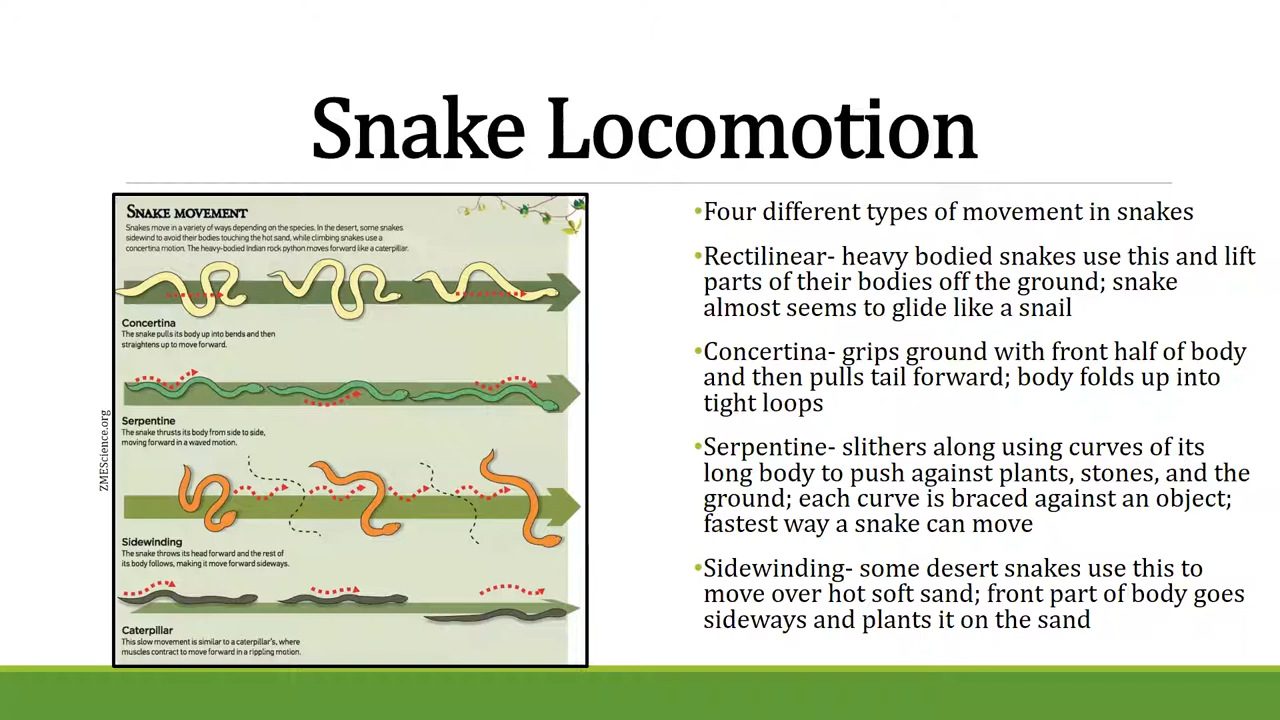 Snake Locomotion
SNAKE MOVEMENT
Snakes move in a variety of ways depending on the species. In the desert, some snakes
sidewind to avoid their bodies touching the hot sand, while climbing snakes use a
concertina motion. The heavy-bodied Indian rock python moves forward like a caterpillar.
Concertina
The snake pulls its body up into bends and then
straightens up to move forward.
Serpentine
The snake thrusts its body from side to side,
moving forward in a waved motion.
Sidewinding
The snake throws its head forward and the rest of
its body follows, making it move forward sideways.
Caterpillar
This slow movement is similar to a caterpillar's, where
muscles contract to move forward in a rippling motion.
ZMEScience.org
•Four different types of movement in snakes
•Rectilinear- heavy bodied snakes use this and lift
parts of their bodies off the ground; snake
almost seems to glide like a snail
•Concertina- grips ground with front half of body
and then pulls tail forward; body folds up into
tight loops
•Serpentine- slithers along using curves of its
long body to push against plants, stones, and the
ground; each curve is braced against an object;
fastest way a snake can move
•Sidewinding- some desert snakes use this to
move over hot soft sand; front part of body goes
sideways and plants it on the sand